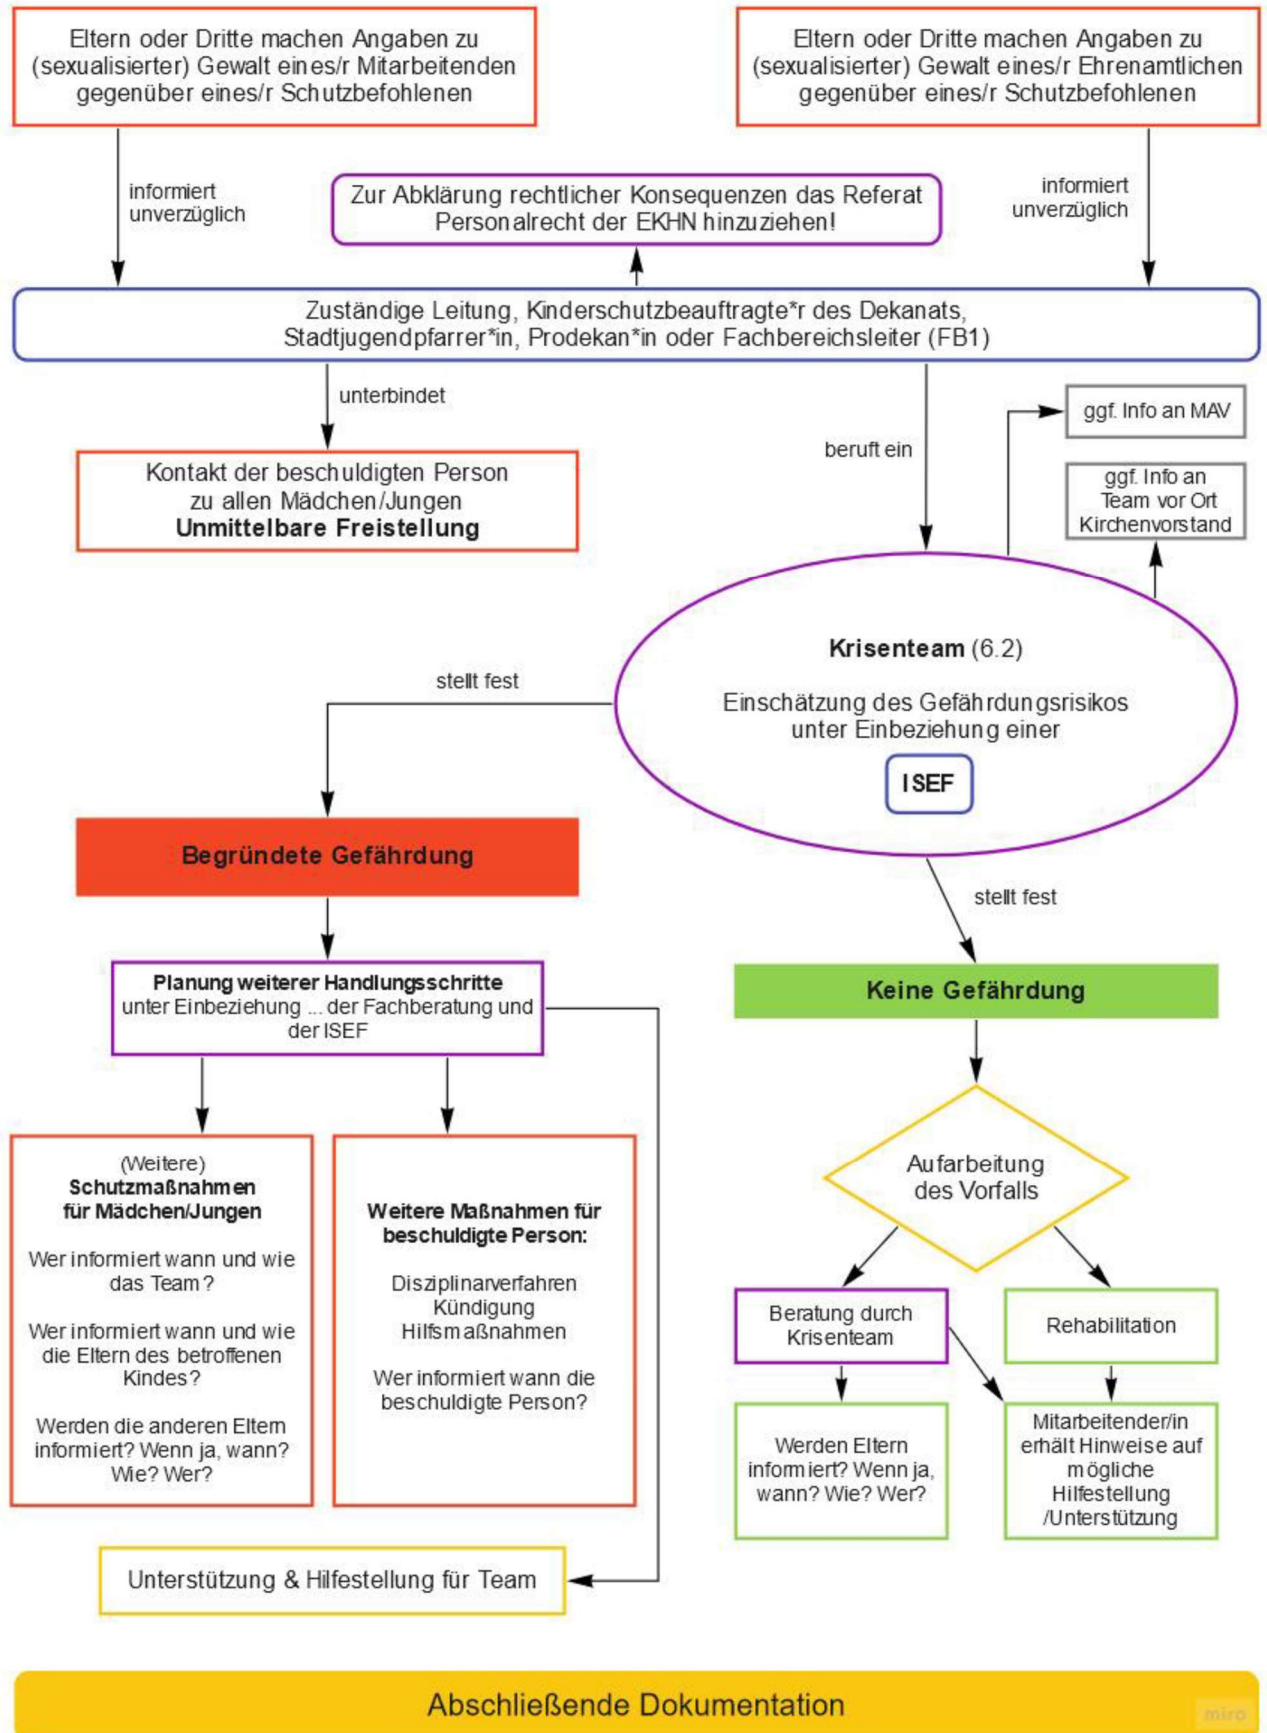 Eltern oder Dritte machen Angaben zu
(sexualisierter) Gewalt eines/r Mitarbeitenden
gegenüber eines/r Schutzbefohlenen
Eltern oder Dritte machen Angaben zu
(sexualisierter) Gewalt eines/r Ehrenamtlichen
gegenüber eines/r Schutzbefohlenen
informiert
unverzüglich
Zur Abklärung rechtlicher Konsequenzen das Referat
Personalrecht der EKHN hinzuziehen!
informiert
unverzüglich
Zuständige Leitung, Kinderschutzbeauftragte*r des Dekanats,
Stadtjugendpfarrer*in, Prodekan*in oder Fachbereichsleiter (FB1)
unterbindet
Kontakt der beschuldigten Person
zu allen Mädchen/Jungen
Unmittelbare Freistellung
beruft ein
ggf. Info an MAV
ggf. Info an
Team vor Ort
Kirchenvorstand
Krisenteam (6.2)
Einschätzung des Gefährdungsrisikos
unter Einbeziehung einer
ISEF
stellt fest
Begründete Gefährdung
stellt fest
Keine Gefährdung
Planung weiterer Handlungsschritte
unter Einbeziehung ... der Fachberatung und
der ISEF
(Weitere)
Schutzmaßnahmen
für Mädchen/Jungen
Wer informiert wann und wie
das Team?
Wer informiert wann und wie
die Eltern des betroffenen
Kindes?
Werden die anderen Eltern
informiert? Wenn ja, wann?
Wie? Wer?
Weitere Maßnahmen für
beschuldigte Person:
Disziplinarverfahren
Kündigung
Hilfsmaßnahmen
Wer informiert wann die
beschuldigte Person?
Aufarbeitung
des Vorfalls
Beratung durch
Krisenteam
Rehabilitation
Werden Eltern
informiert? Wenn ja,
wann? Wie? Wer?
Mitarbeitender/in
erhält Hinweise auf
mögliche
Hilfestellung
/Unterstützung
Unterstützung & Hilfestellung für Team
Abschließende Dokumentation
miro